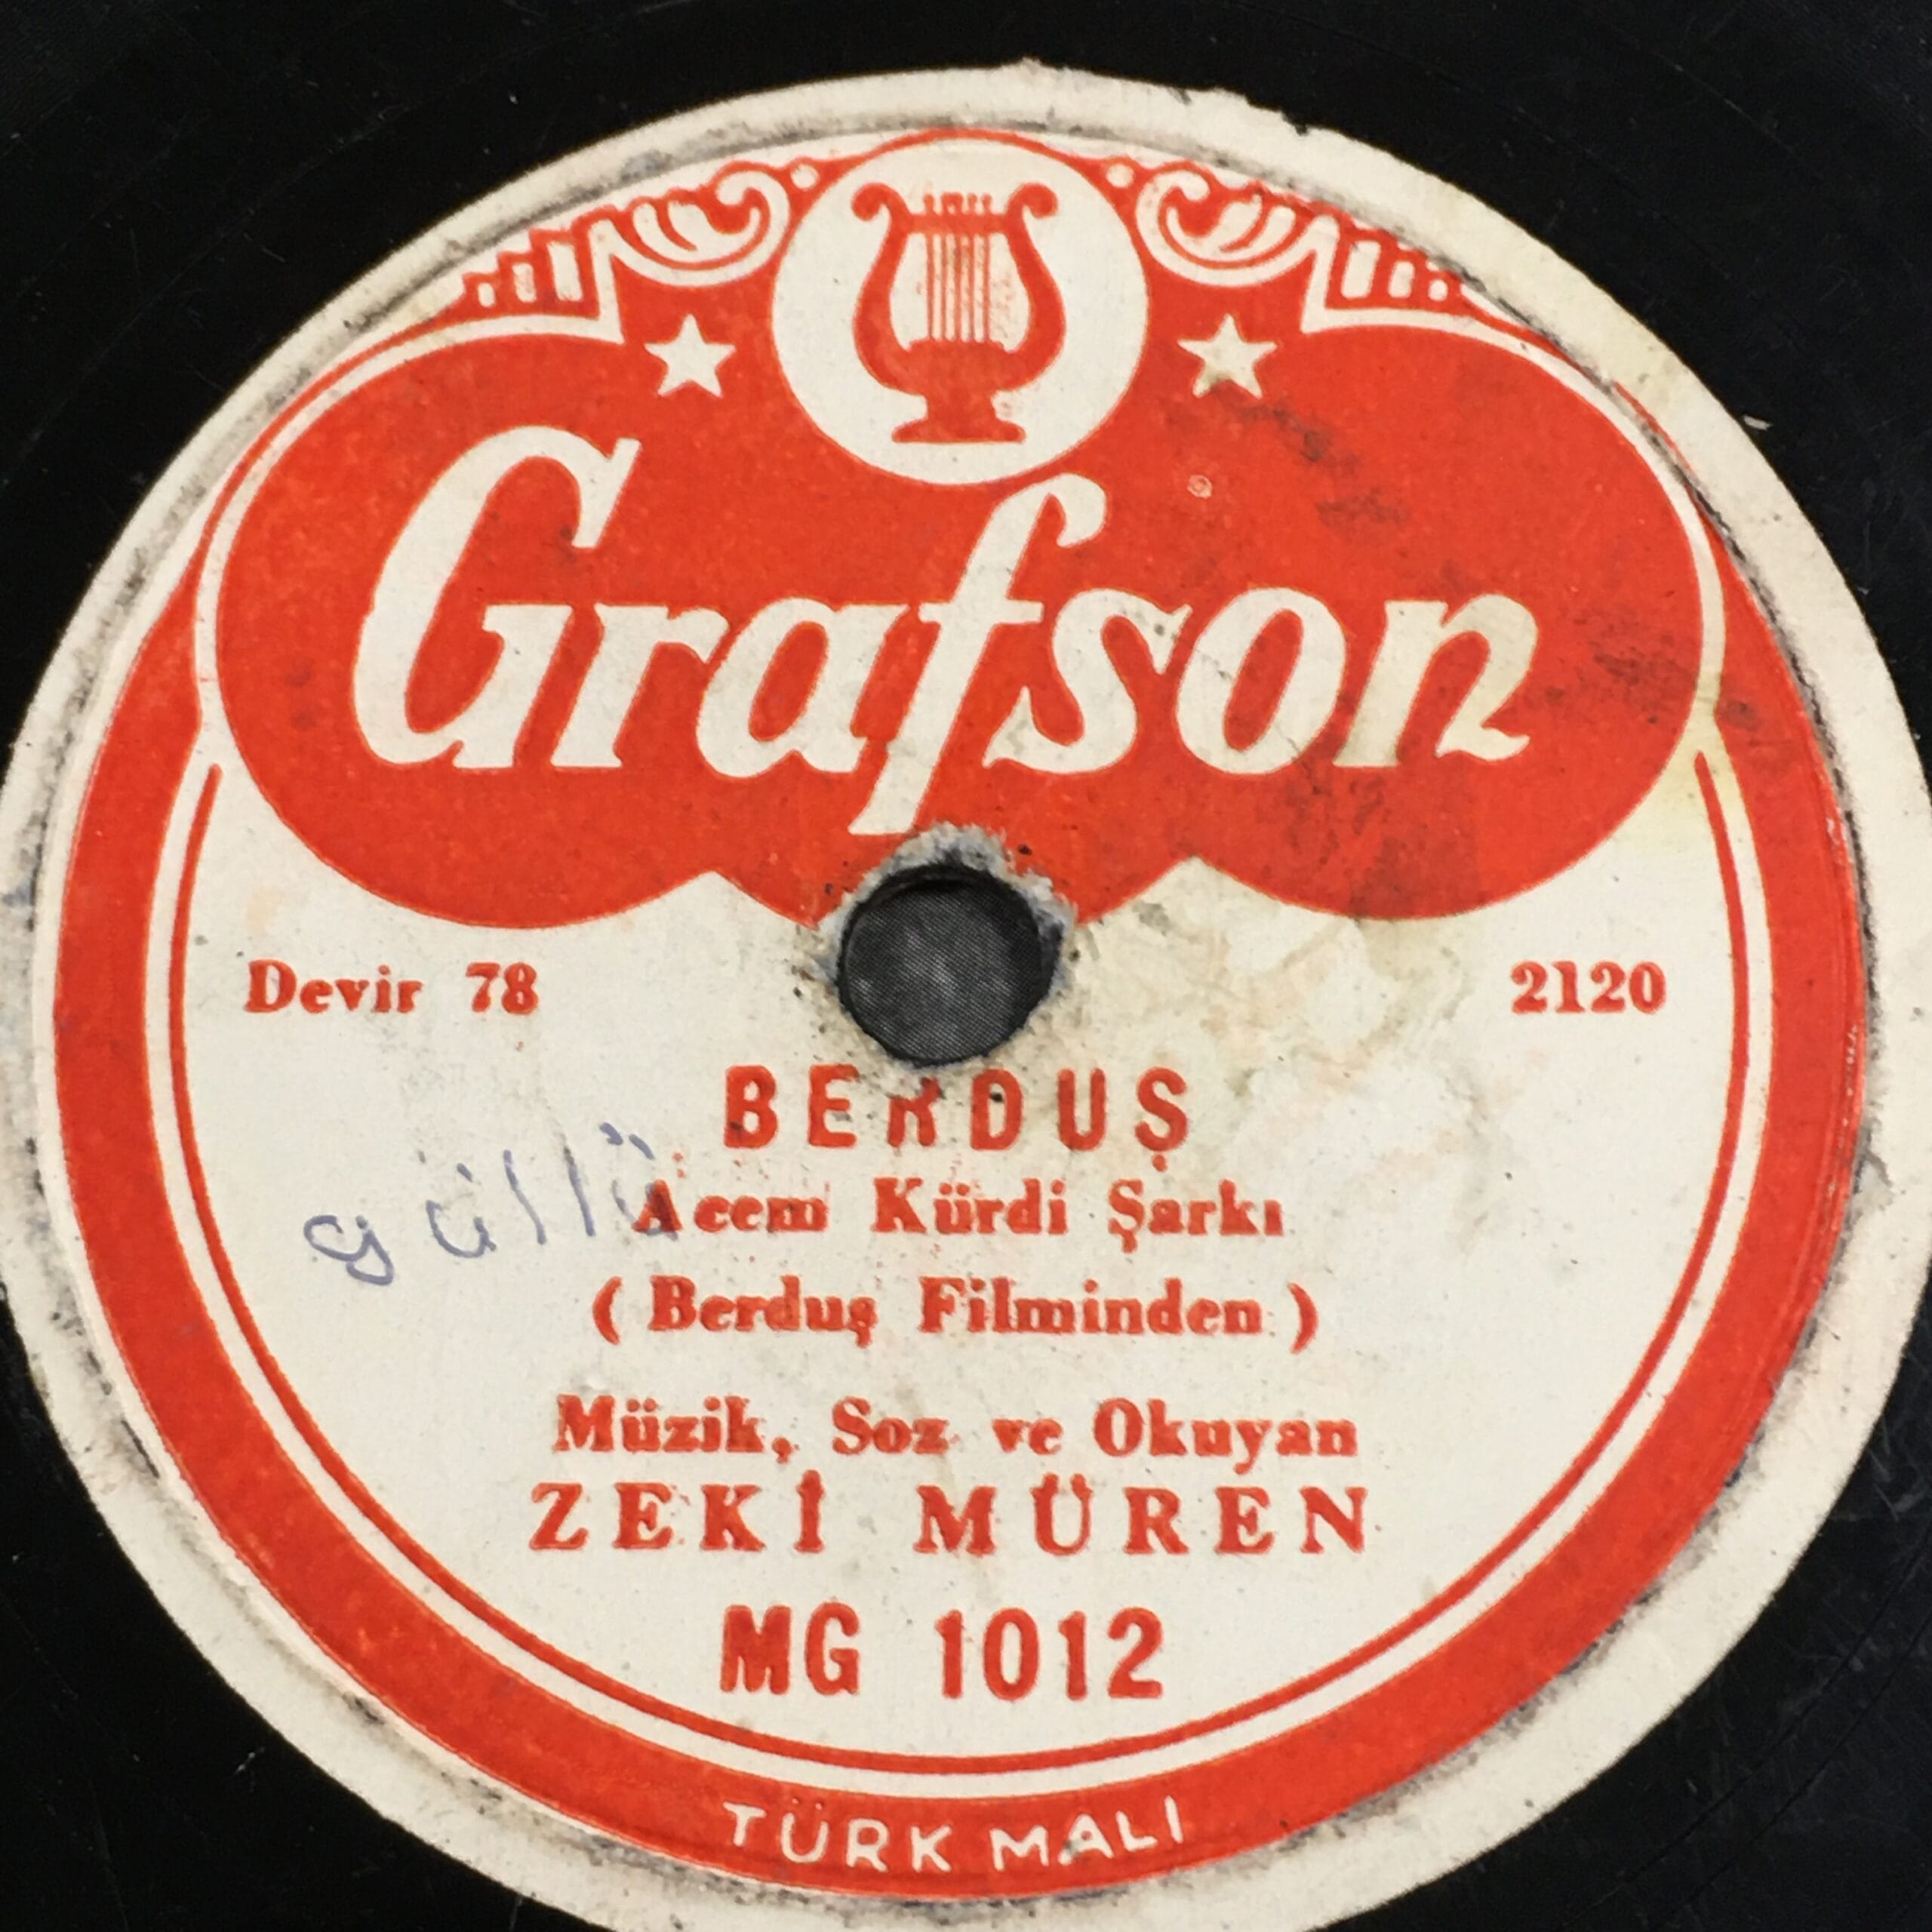 Grafson
Devir 78
2120
BERDUŞ
güllü
Acem Kürdi Şarkı
( Berduş Filminden )
Müzik, Soz ve Okuyan
ZEKİ MÜREN
MG 1012
TÜRK MALI